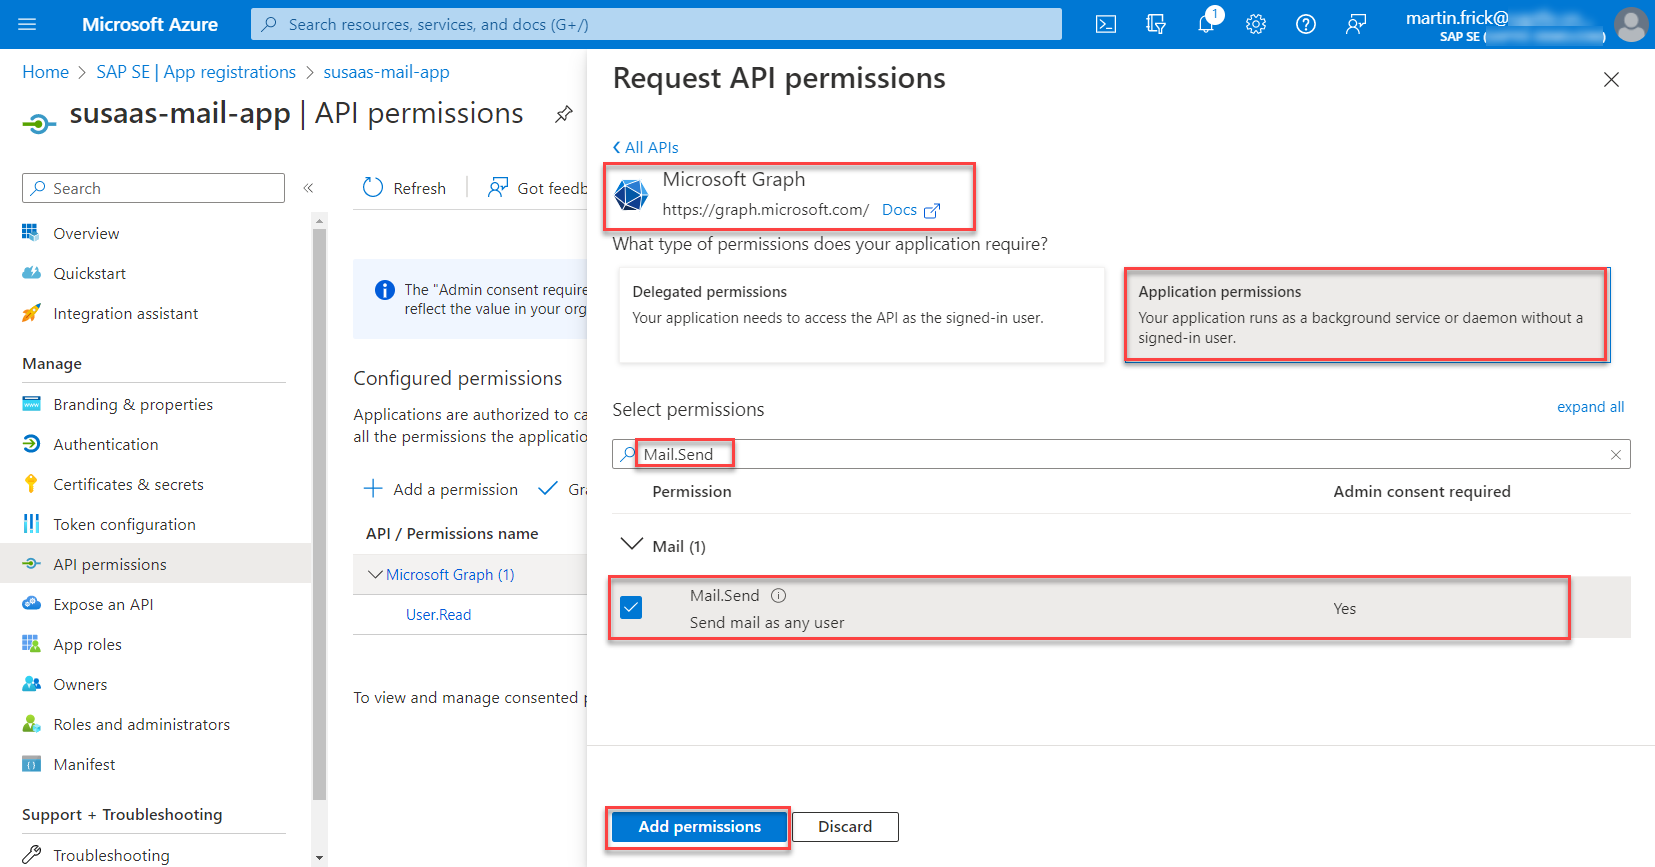 Microsoft Azure
Search resources, services, and docs (G+/)
1
martin.frick@
SAP SE (
)
Home > SAP SE | App registrations > susaas-mail-app
susaas-mail-app | API permissions
Search
«
Overview
Quickstart
Integration assistant
Manage
Branding & properties
Authentication
Certificates & secrets
Token configuration
API permissions
Expose an API
App roles
Owners
Roles and administrators
Manifest
Support + Troubleshooting
Troubleshooting
Refresh
Got feedb
The "Admin consent require
reflect the value in your org
Configured permissions
Applications are authorized to ca
all the permissions the applicatio
Add a permission
Gra
API / Permissions name
Microsoft Graph (1)
User.Read
To view and manage consented p
Request API permissions
All APIs
Microsoft Graph
https://graph.microsoft.com/ Docs
What type of permissions does your application require?
Delegated permissions
Your application needs to access the API as the signed-in user.
Application permissions
Your application runs as a background service or daemon without a
signed-in user.
Select permissions
expand all
Mail.Send
Permission
Admin consent required
Mail (1)
Mail.Send
Send mail as any user
Yes
Add permissions
Discard